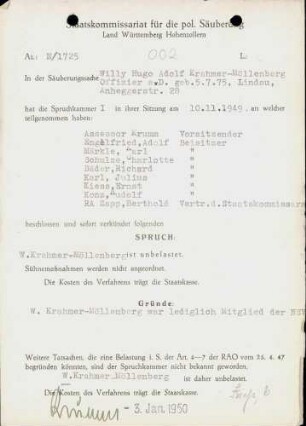 Staatskommissariat für die pol. Säuberung
Land Württemberg Hohenzollern
Az: R/1725
002 L
In der Säuberungssache Willy Hugo Adolf Krahmer-Möllenberg
Offizier a.D. geb.5.7.75, Lindau,
Anheggerstr. 28
hat die Spruchkammer I in ihrer Sitzung am 10.11.1949, an welcher
teilgenommen haben:
Assessor Krumm Vorsitzender
Engelfried, Adolf Beisitzer
Märkle, Karl "
Schulze, Charlotte "
Bäder, Richard "
Karl, Julius "
Kiess, Ernst "
Konz, Rudolf "
RA Zapp, Berthold Vertr.d.Staatskommissars
beschlossen und sofort verkündet folgenden
SPRUCH:
W.Krahmer-Möllenberg ist unbelastet.
Sühnemaßnahmen werden nicht angeordnet.
Die Kosten des Verfahrens trägt die Staatskasse.
Gründe:
W. Krahmer-Möllenberg war lediglich Mitglied der NSV
Weitere Tatsachen, die eine Belastung i. S. der Art. 4—7 der RAO vom 25. 4. 47
begründen könnten, sind der Spruchkammer nicht bekannt geworden.
W.Krahmer-Möllenberg ist daher unbelastet.
Die Kosten des Verfahrens trägt die Staatskasse.
- 3. Jan. 1950